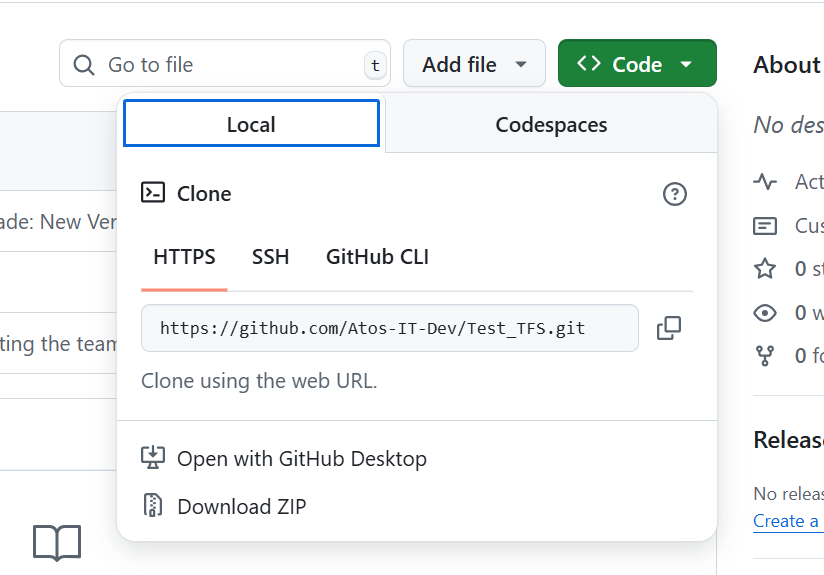 Go to file
t
Add file
Code
About
No des
Local
Codespaces
Act
Clone
ade: New Ver
Cus
HTTPS
SSH
GitHub CLI
0 st
0 w
https://github.com/Atos-IT-Dev/Test_TFS.git
ting the team
0 fo
Clone using the web URL.
Releas
Open with GitHub Desktop
No releas
Download ZIP
Create a